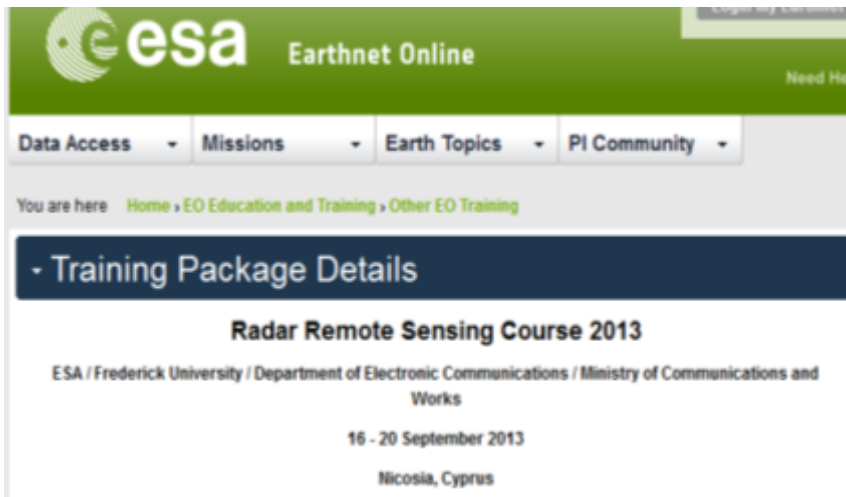 esa Earthnet Online
Need He
Data Access Missions Earth Topics PI Community
You are here Home › EO Education and Training › Other EO Training
Training Package Details
Radar Remote Sensing Course 2013
ESA / Frederick University / Department of Electronic Communications / Ministry of Communications and
Works
16 - 20 September 2013
Nicosia, Cyprus